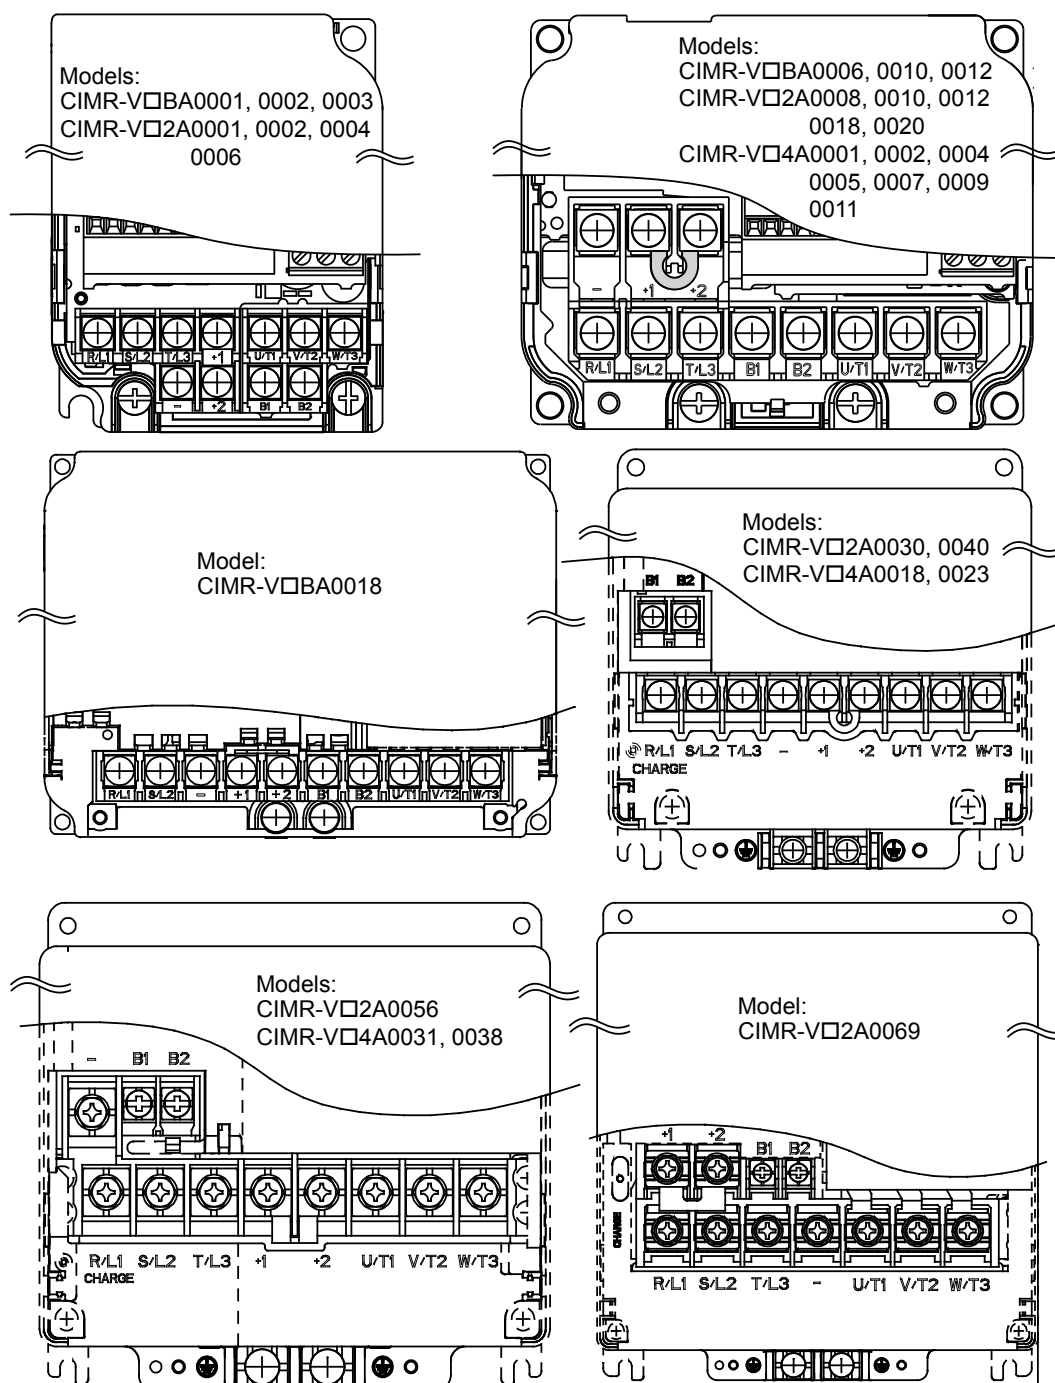 Models:
CIMR-V□BA0001, 0002, 0003
CIMR-V□2A0001, 0002, 0004
0006
R/L1 S/L2 T/L3 +1 U/T1 V/T2 W/T3
− +2 B1 B2
Models:
CIMR-V□BA0006, 0010, 0012
CIMR-V□2A0008, 0010, 0012
0018, 0020
CIMR-V□4A0001, 0002, 0004
0005, 0007, 0009
0011
− +1 +2
R/L1 S/L2 T/L3 B1 B2 U/T1 V/T2 W/T3
Model:
CIMR-V□BA0018
R/L1 S/L2 − +1 +2 B1 B2 U/T1 V/T2 W/T3
Models:
CIMR-V□2A0030, 0040
CIMR-V□4A0018, 0023
B1 B2
R/L1 S/L2 T/L3 − +1 +2 U/T1 V/T2 W/T3
CHARGE
Models:
CIMR-V□2A0056
CIMR-V□4A0031, 0038
− B1 B2
R/L1 S/L2 T/L3 +1 +2 U/T1 V/T2 W/T3
CHARGE
Model:
CIMR-V□2A0069
+1 +2 B1 B2
CHARGE
R/L1 S/L2 T/L3 − U/T1 V/T2 W/T3